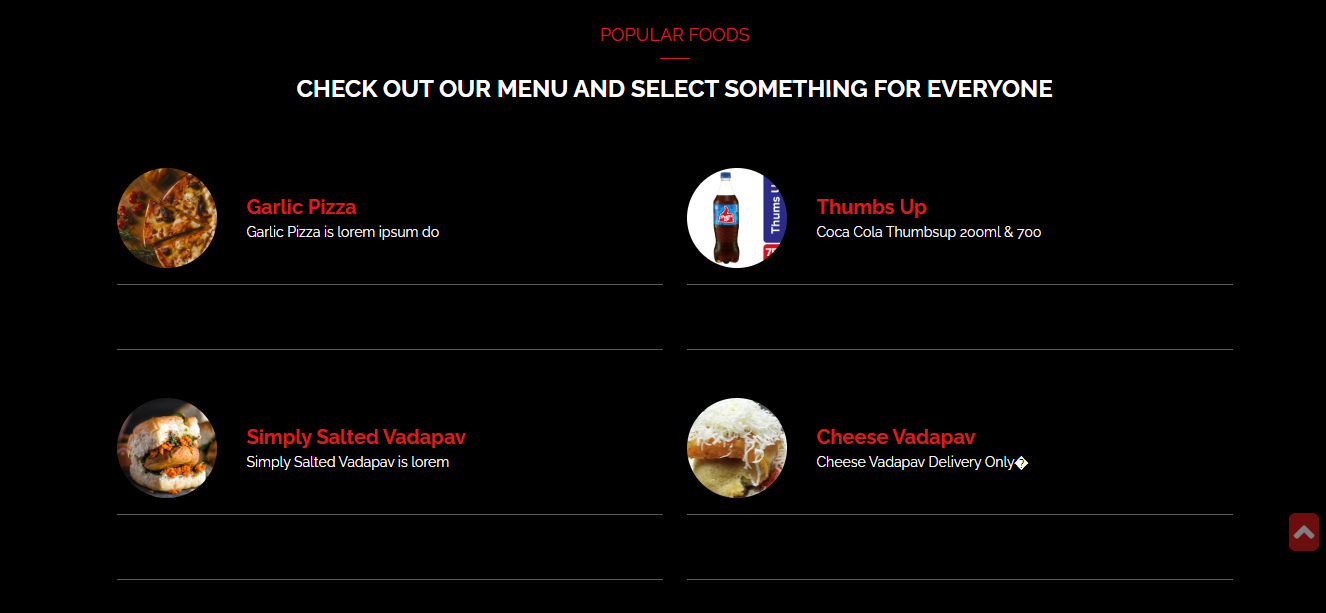 POPULAR FOODS
CHECK OUT OUR MENU AND SELECT SOMETHING FOR EVERYONE
Garlic Pizza
Garlic Pizza is lorem ipsum do
Thums U
75
Thumbs Up
Coca Cola Thumbsup 200ml & 700
Simply Salted Vadapav
Simply Salted Vadapav is lorem
Cheese Vadapav
Cheese Vadapav Delivery Only�